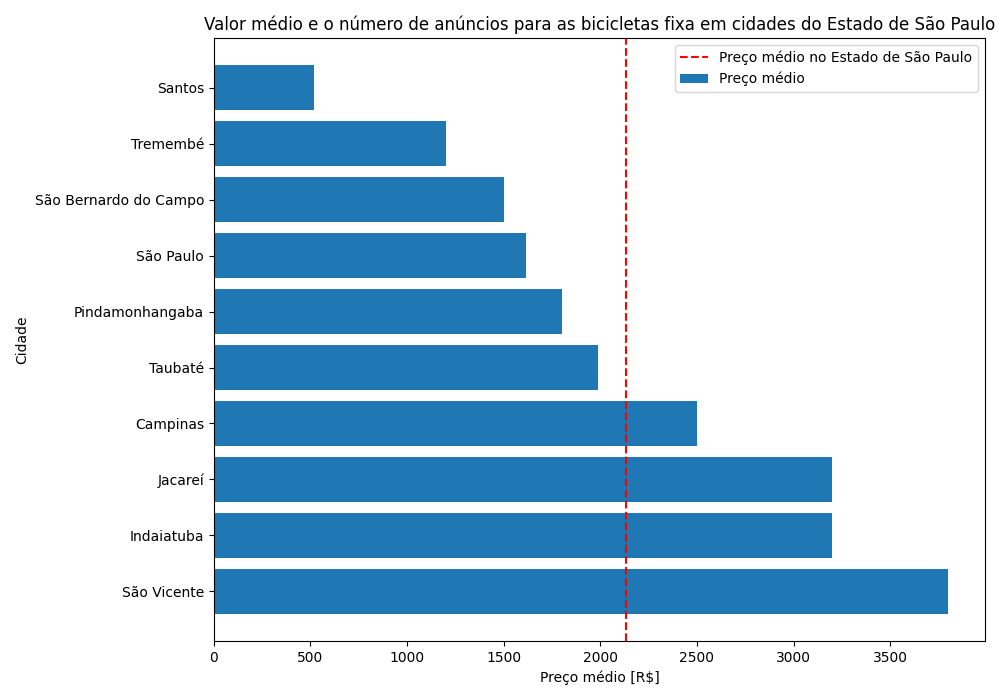 Valor médio e o número de anúncios para as bicicletas fixa em cidades do Estado de São Paulo
Preço médio no Estado de São Paulo
Preço médio
Santos
Tremembé
São Bernardo do Campo
São Paulo
Pindamonhangaba
Taubaté
Campinas
Jacareí
Indaiatuba
São Vicente
Cidade
0 500 1000 1500 2000 2500 3000 3500
Preço médio [R$]